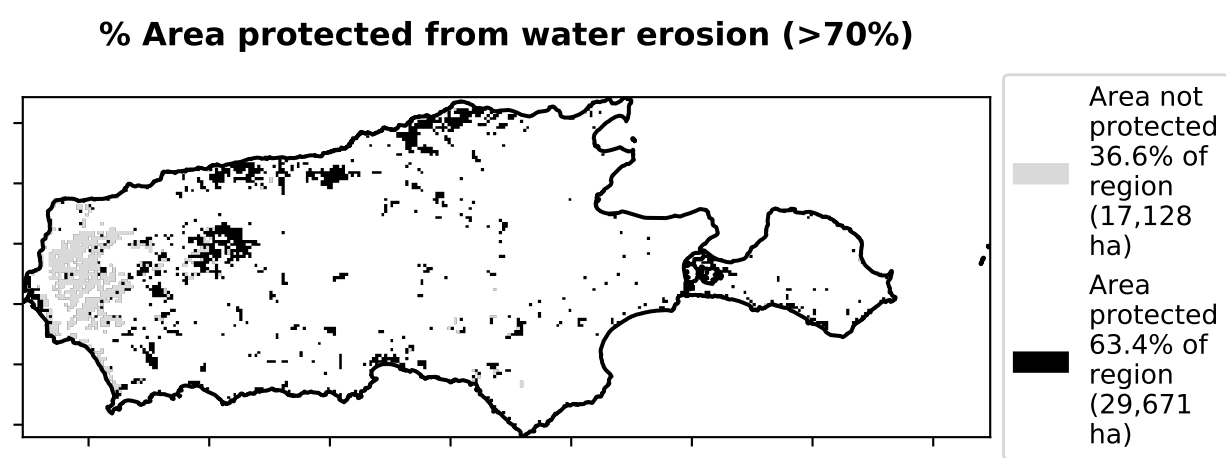 % Area protected from water erosion (>70%)
Area not
protected
36.6% of
region
(17,128
ha)
Area
protected
63.4% of
region
(29,671
ha)